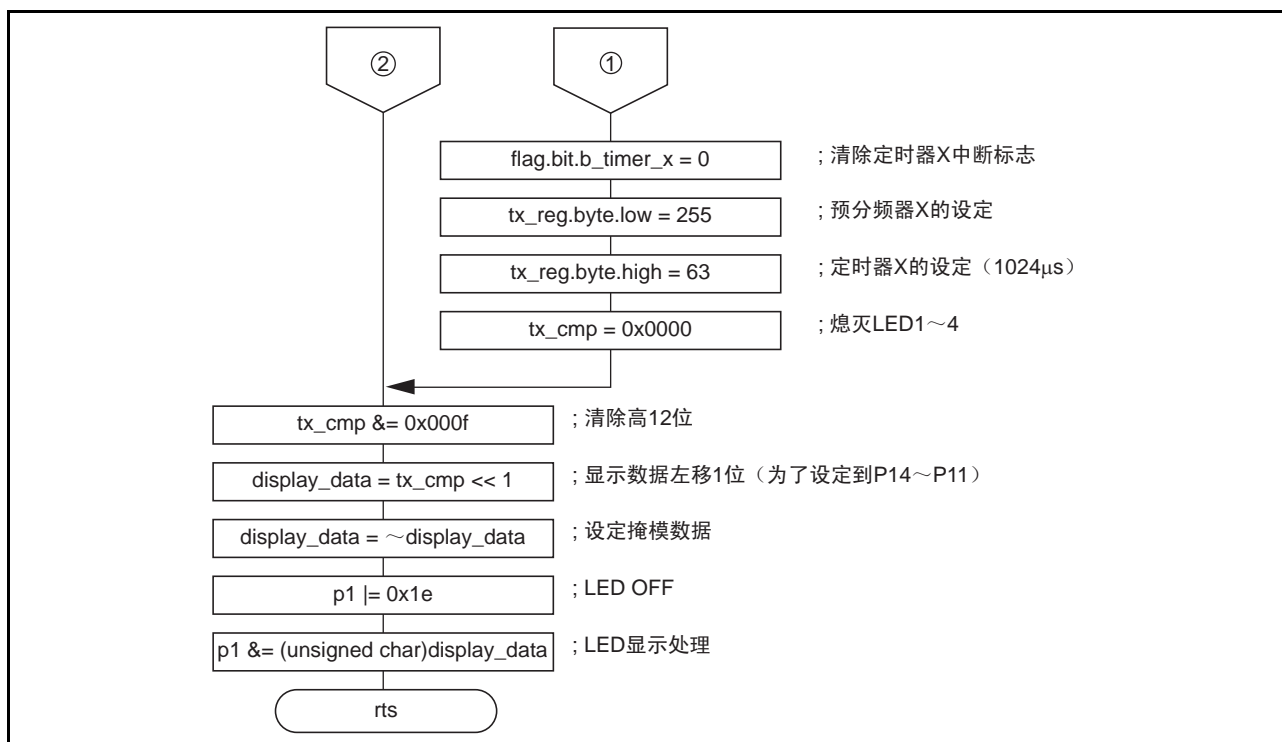 ② ①
flag.bit.b_timer_x = 0 ; 清除定时器X中断标志
tx_reg.byte.low = 255 ; 预分频器X的设定
tx_reg.byte.high = 63 ; 定时器X的设定（1024μs）
tx_cmp = 0x0000 ; 熄灭LED1～4
tx_cmp &= 0x000f ; 清除高12位
display_data = tx_cmp << 1 ; 显示数据左移1位（为了设定到P14～P11）
display_data = ～display_data ; 设定掩模数据
p1 |= 0x1e ; LED OFF
p1 &= (unsigned char)display_data ; LED显示处理
rts